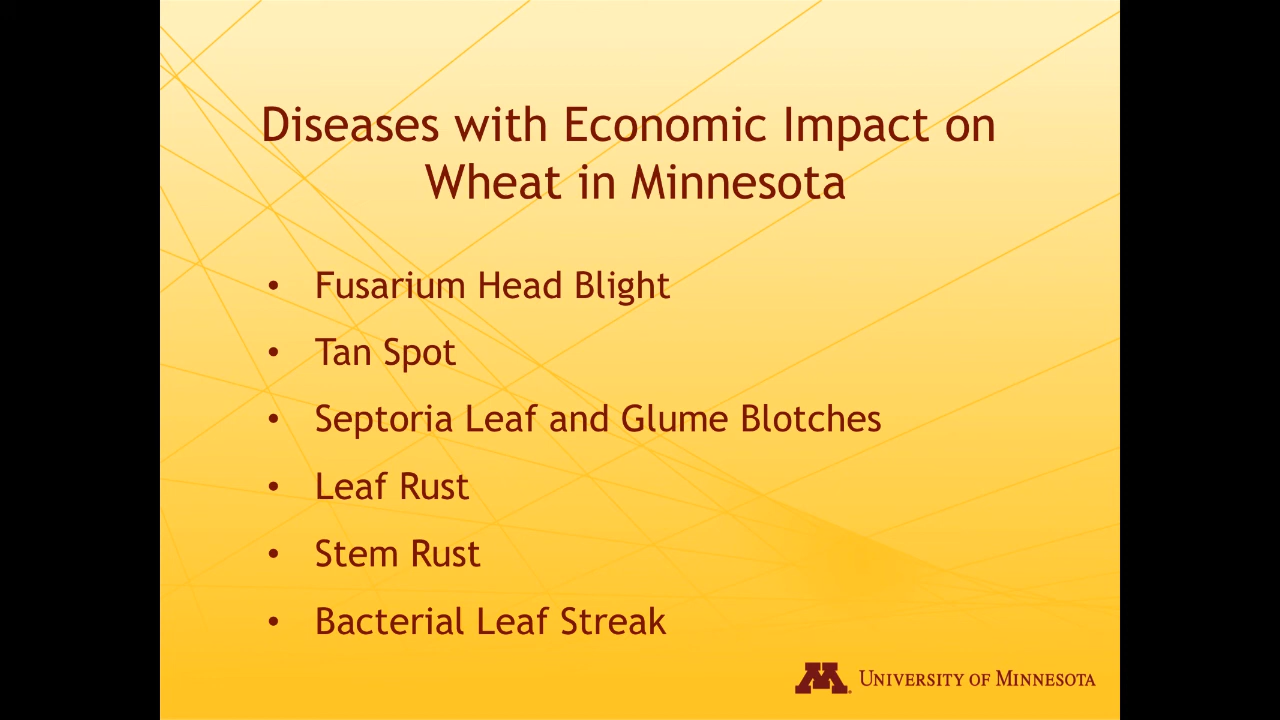 Diseases with Economic Impact on
Wheat in Minnesota
• Fusarium Head Blight
• Tan Spot
• Septoria Leaf and Glume Blotches
• Leaf Rust
• Stem Rust
• Bacterial Leaf Streak
M University of Minnesota